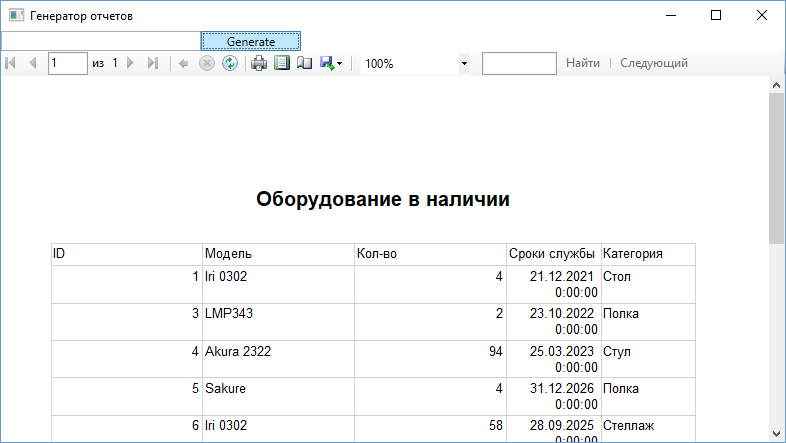 Генератор отчетов
Generate
1 из 1 100% Найти Следующий
Оборудование в наличии
ID Модель Кол-во Сроки службы Категория
1 Iri 0302 4 21.12.2021 Стол
0:00:00
3 LMP343 2 23.10.2022 Полка
0:00:00
4 Akura 2322 94 25.03.2023 Стул
0:00:00
5 Sakure 4 31.12.2026 Полка
0:00:00
6 Iri 0302 58 28.09.2025 Стеллаж
0:00:00